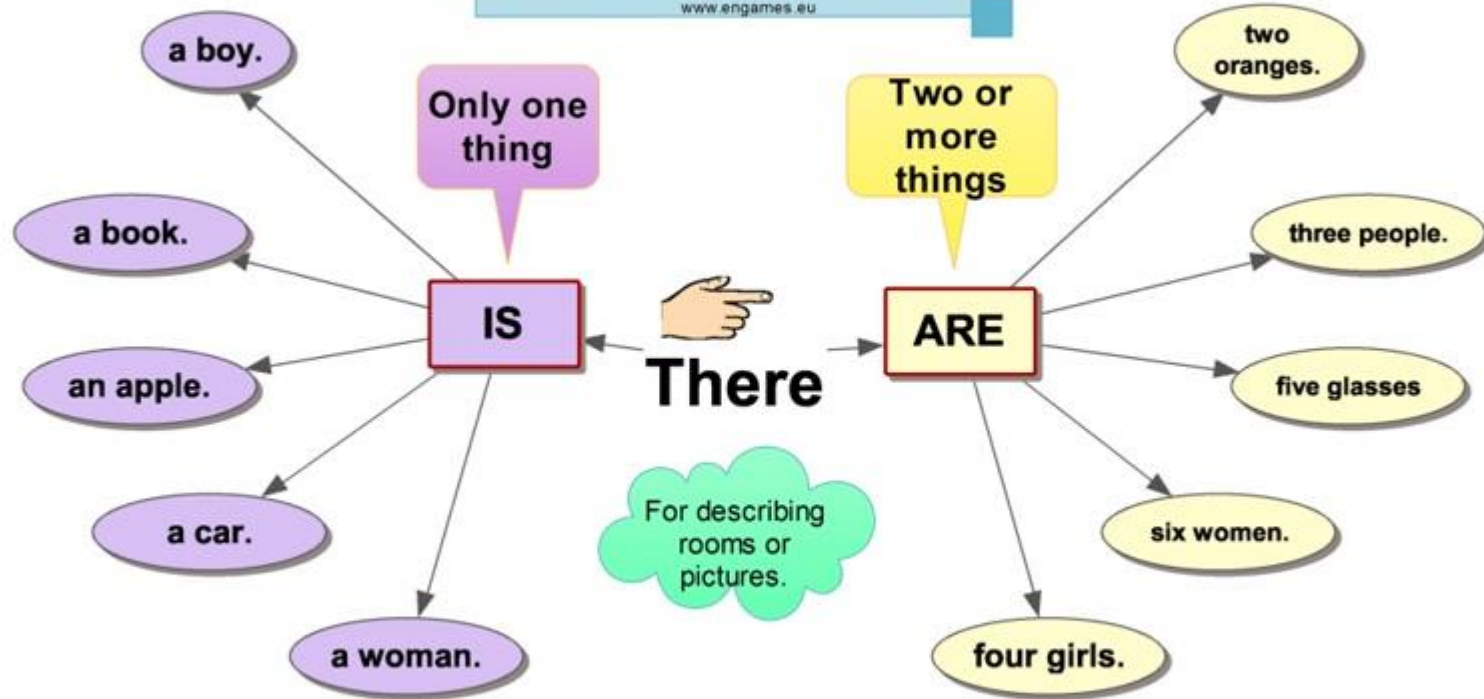 www.engames.eu
a boy.
Only one
thing
Two or
more
things
two
oranges.
a book.
three people.
IS
ARE
There
an apple.
five glasses
a car.
For describing
rooms or
pictures.
six women.
a woman.
four girls.